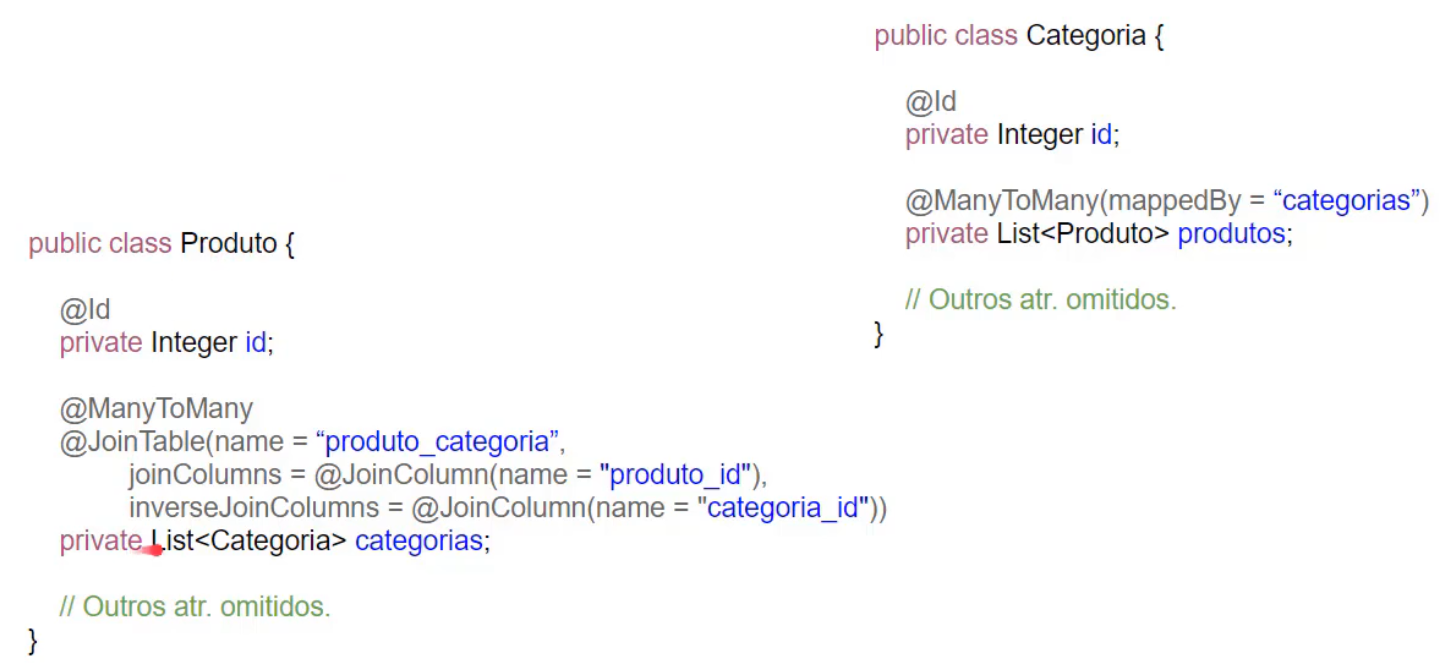 public class Categoria {
@Id
private Integer id;
@ManyToMany(mappedBy = “categorias”)
private List<Produto> produtos;
// Outros atr. omitidos.
}
public class Produto {
@Id
private Integer id;
@ManyToMany
@JoinTable(name = “produto_categoria”,
joinColumns = @JoinColumn(name = "produto_id"),
inverseJoinColumns = @JoinColumn(name = "categoria_id"))
private List<Categoria> categorias;
// Outros atr. omitidos.
}